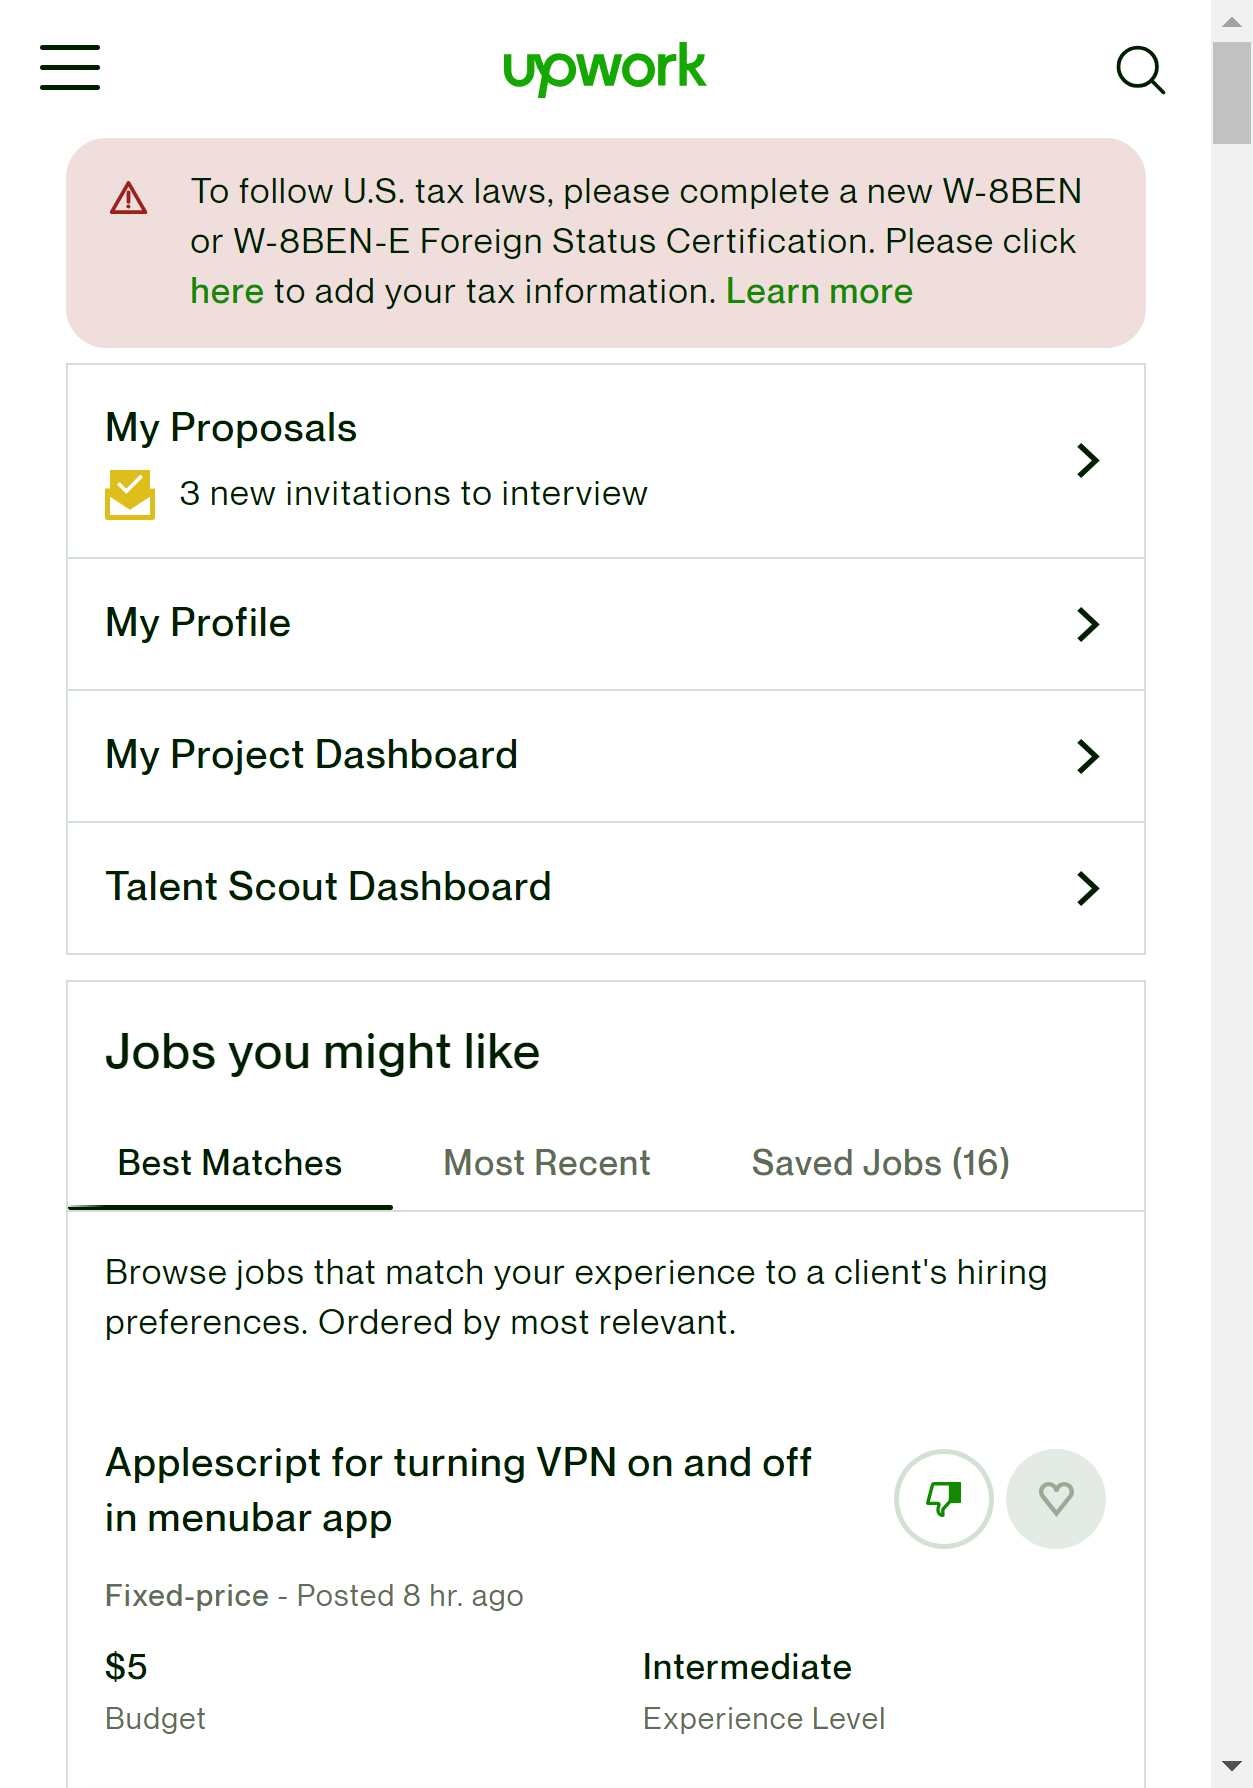 upwork
To follow U.S. tax laws, please complete a new W-8BEN
or W-8BEN-E Foreign Status Certification. Please click
here to add your tax information. Learn more
My Proposals
3 new invitations to interview
My Profile
My Project Dashboard
Talent Scout Dashboard
Jobs you might like
Best Matches Most Recent Saved Jobs (16)
Browse jobs that match your experience to a client's hiring
preferences. Ordered by most relevant.
Applescript for turning VPN on and off
in menubar app
Fixed-price - Posted 8 hr. ago
$5 Intermediate
Budget Experience Level